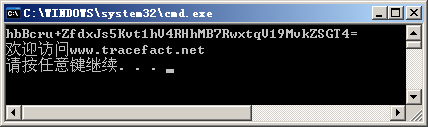 C:\WINDOWS\system32\cmd.exe
hbBcru+ZfdxJs5Kvt1hV4RHhMB7RwxtqV19MvkZSGT4=
欢迎访问www.tracefact.net
请按任意键继续. . .